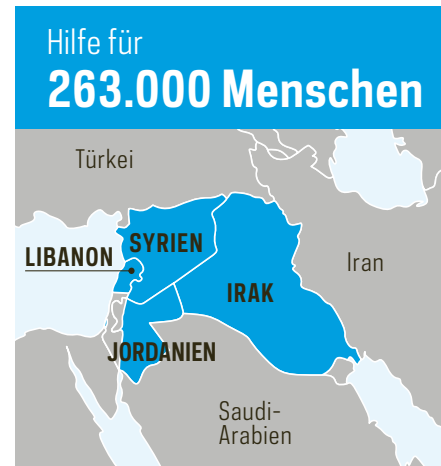 Hilfe für
263.000 Menschen
Türkei
SYRIEN
LIBANON
Iran
IRAK
JORDANIEN
Saudi-
Arabien